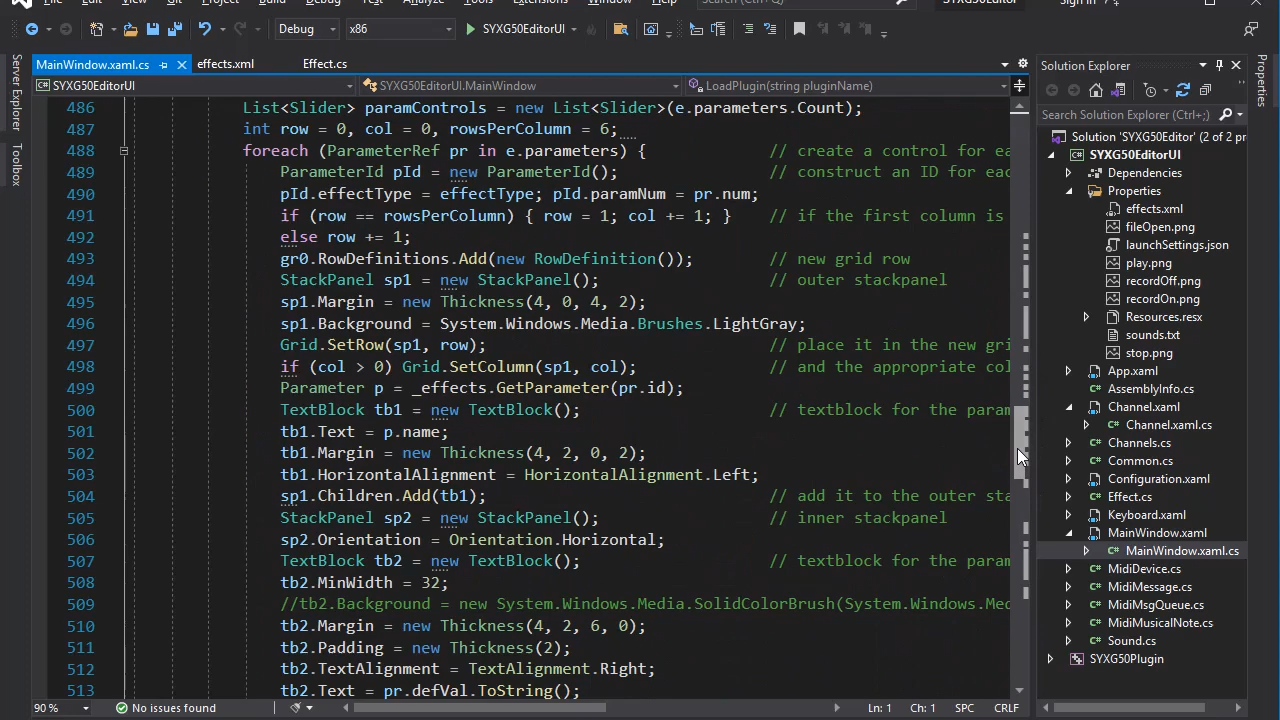 Debug
x86
SYXG50EditorUI
MainWindow.xaml.cs
effects.xml
Effect.cs
SYXG50EditorUI
SYXG50EditorUI.MainWindow
LoadPlugin(string pluginName)
Server Explorer
Toolbox
486 List<Slider> paramControls = new List<Slider>(e.parameters.Count);
487 int row = 0, col = 0, rowsPerColumn = 6;
488 foreach (ParameterRef pr in e.parameters) { // create a control for ea
489 ParameterId pId = new ParameterId(); // construct an ID for eac
490 pId.effectType = effectType; pId.paramNum = pr.num;
491 if (row == rowsPerColumn) { row = 1; col += 1; } // if the first column is
492 else row += 1;
493 gr0.RowDefinitions.Add(new RowDefinition()); // new grid row
494 StackPanel sp1 = new StackPanel(); // outer stackpanel
495 sp1.Margin = new Thickness(4, 0, 4, 2);
496 sp1.Background = System.Windows.Media.Brushes.LightGray;
497 Grid.SetRow(sp1, row); // place it in the new gri
498 if (col > 0) Grid.SetColumn(sp1, col); // and the appropriate col
499 Parameter p = _effects.GetParameter(pr.id);
500 TextBlock tb1 = new TextBlock(); // textblock for the param
501 tb1.Text = p.name;
502 tb1.Margin = new Thickness(4, 2, 0, 2);
503 tb1.HorizontalAlignment = HorizontalAlignment.Left;
504 sp1.Children.Add(tb1); // add it to the outer sta
505 StackPanel sp2 = new StackPanel(); // inner stackpanel
506 sp2.Orientation = Orientation.Horizontal;
507 TextBlock tb2 = new TextBlock(); // textblock for the param
508 tb2.MinWidth = 32;
509 //tb2.Background = new System.Windows.Media.SolidColorBrush(System.Windows.Med
510 tb2.Margin = new Thickness(4, 2, 6, 0);
511 tb2.Padding = new Thickness(2);
512 tb2.TextAlignment = TextAlignment.Right;
513 tb2.Text = pr.defVal.ToString();
90 %
No issues found
Ln: 1
Ch: 1
SPC
CRLF
Solution Explorer
Search Solution Explorer (Ctrl+;)
Solution 'SYXG50Editor' (2 of 2 pr
SYXG50EditorUI
Dependencies
Properties
effects.xml
fileOpen.png
launchSettings.json
play.png
recordOff.png
recordOn.png
Resources.resx
sounds.txt
stop.png
App.xaml
AssemblyInfo.cs
Channel.xaml
Channel.xaml.cs
Channels.cs
Common.cs
Configuration.xaml
Effect.cs
Keyboard.xaml
MainWindow.xaml
MainWindow.xaml.cs
MidiDevice.cs
MidiMessage.cs
MidiMsgQueue.cs
MidiMusicalNote.cs
Sound.cs
SYXG50Plugin
Properties